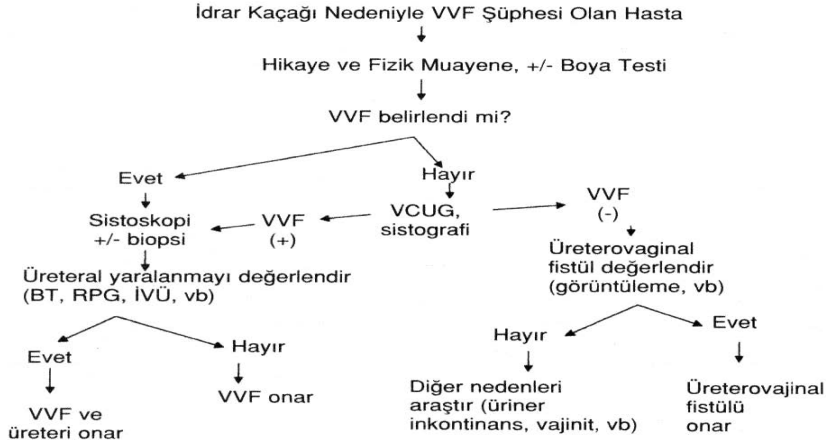 İdrar Kaçağı Nedeniyle VVF Şüphesi Olan Hasta
Hikaye ve Fizik Muayene, +/- Boya Testi
VVF belirlendi mi?
Evet
Hayır
Sistoskopi
+/- biopsi
VVF
(+)
VCUG,
sistografi
VVF
(-)
Üreteral yaralanmayı değerlendir
(BT, RPG, İVÜ, vb)
Üreterovaginal
fistül değerlendir
(görüntüleme, vb)
Evet
Hayır
Hayır
Evet
VVF ve
üreteri onar
VVF onar
Diğer nedenleri
araştır (üriner
inkontinans, vajinit, vb)
Üreterovajinal
fistülü
onar